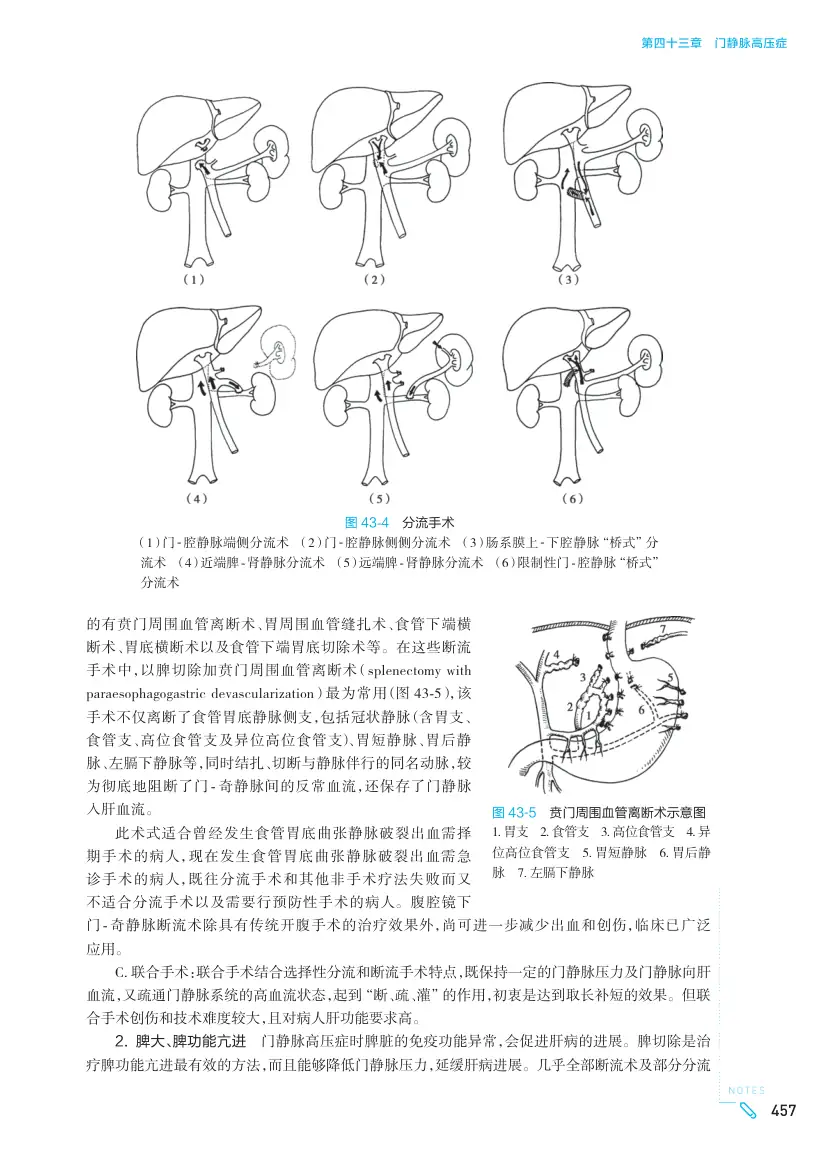 第四十三章 门静脉高压症
（1）
（2）
（3）
（4）
（5）
（6）
图 43-4 分流手术
（1）门-腔静脉端侧分流术 （2）门-腔静脉侧侧分流术 （3）肠系膜上-下腔静脉“桥式”分
流术 （4）近端脾-肾静脉分流术 （5）远端脾-肾静脉分流术 （6）限制性门-腔静脉“桥式”
分流术
的有贲门周围血管离断术、胃周围血管缝扎术、食管下端横
断术、胃底横断术以及食管下端胃底切除术等。在这些断流
手术中，以脾切除加贲门周围血管离断术（splenectomy with
paraesophagogastric devascularization）最为常用（图 43-5），该
手术不仅离断了食管胃底静脉侧支，包括冠状静脉（含胃支、
食管支、高位食管支及异位高位食管支）、胃短静脉、胃后静
脉、左膈下静脉等，同时结扎、切断与静脉伴行的同名动脉，较
为彻底地阻断了门-奇静脉间的反常血流，还保存了门静脉
入肝血流。
此术式适合曾经发生食管胃底曲张静脉破裂出血需择
期手术的病人，现在发生食管胃底曲张静脉破裂出血需急
诊手术的病人，既往分流手术和其他非手术疗法失败而又
不适合分流手术以及需要行预防性手术的病人。腹腔镜下
7
4
3
5
2
1
6
图 43-5 贲门周围血管离断术示意图
1. 胃支 2. 食管支 3. 高位食管支 4. 异
位高位食管支 5. 胃短静脉 6. 胃后静
脉 7. 左膈下静脉
门-奇静脉断流术除具有传统开腹手术的治疗效果外，尚可进一步减少出血和创伤，临床已广泛
应用。
C. 联合手术：联合手术结合选择性分流和断流手术特点，既保持一定的门静脉压力及门静脉向肝
血流，又疏通门静脉系统的高血流状态，起到“断、疏、灌”的作用，初衷是达到取长补短的效果。但联
合手术创伤和技术难度较大，且对病人肝功能要求高。
2. 脾大、脾功能亢进 门静脉高压症时脾脏的免疫功能异常，会促进肝病的进展。脾切除是治
疗脾功能亢进最有效的方法，而且能够降低门静脉压力，延缓肝病进展。几乎全部断流术及部分分流
NOTES
457